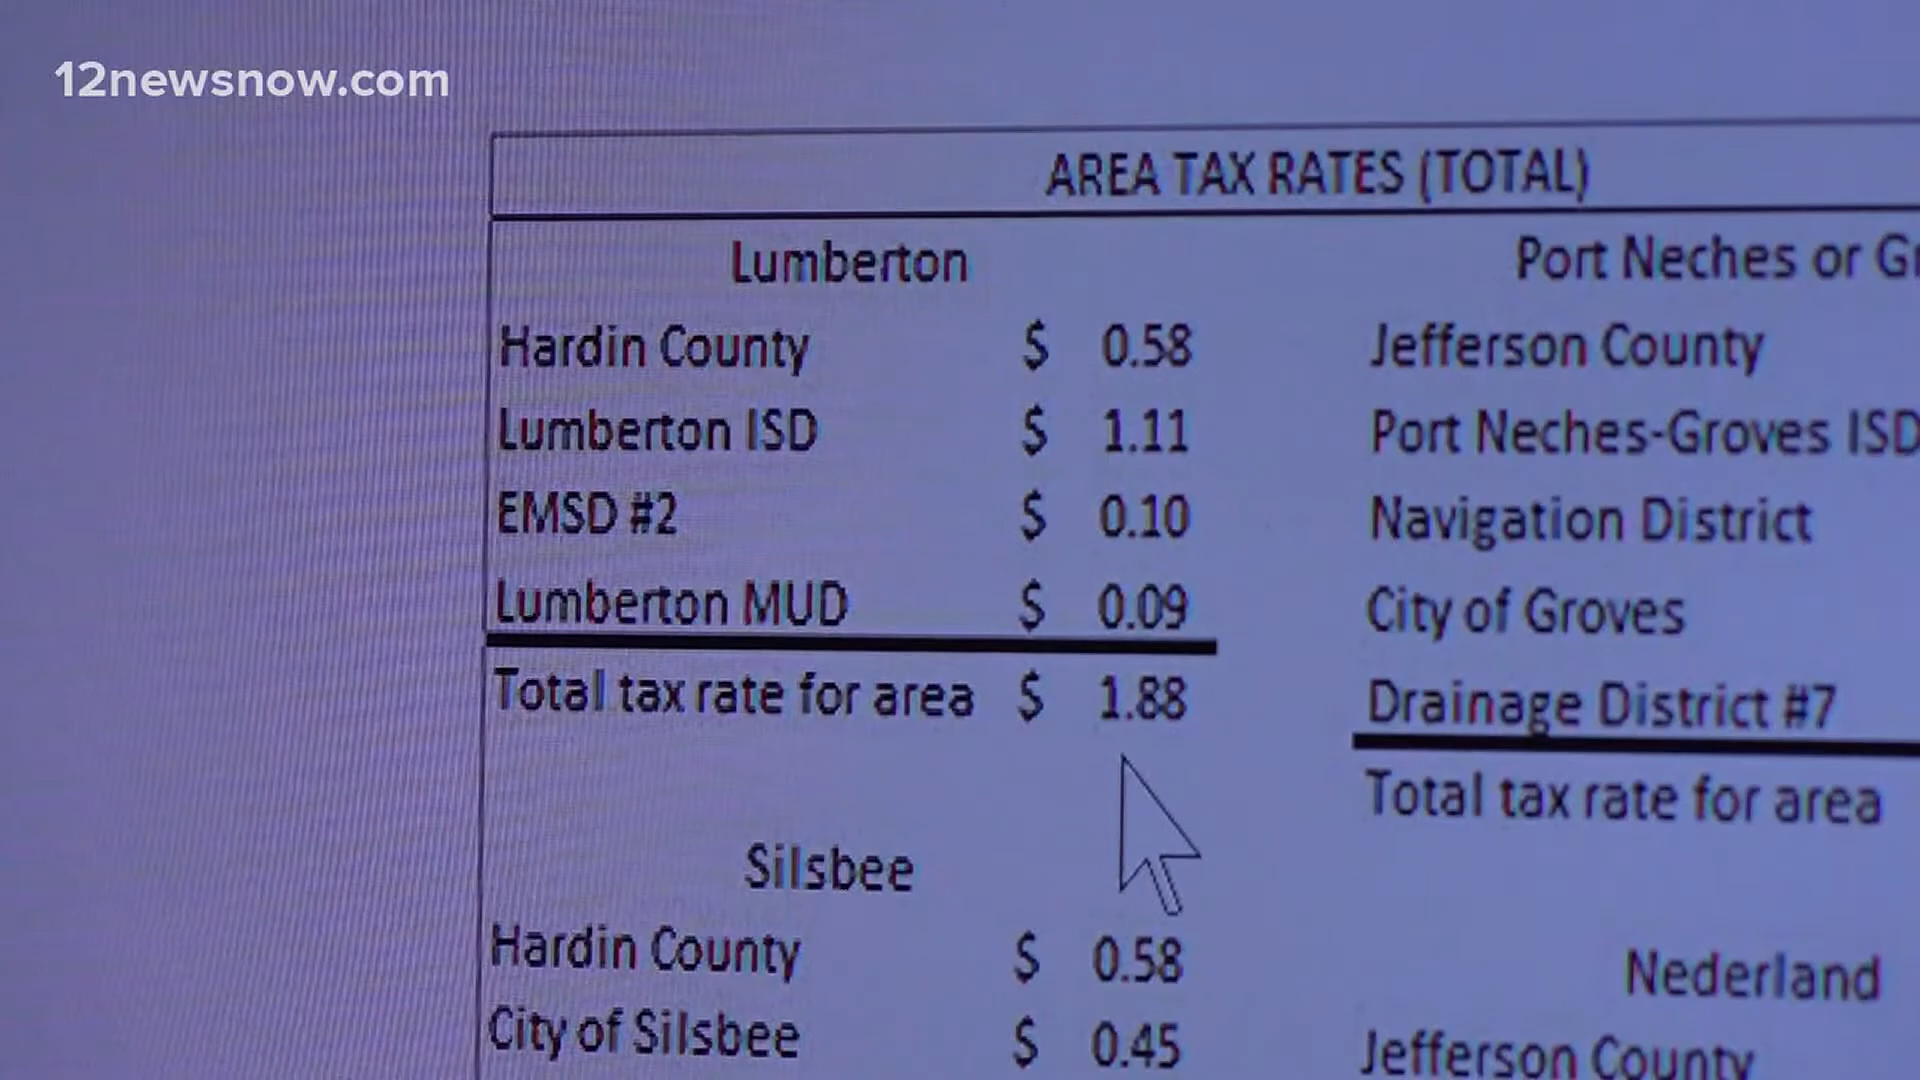 12newsnow.com
AREA TAX RATES (TOTAL)
Lumberton
Hardin County $ 0.58
Lumberton ISD $ 1.11
EMSD #2 $ 0.10
Lumberton MUD $ 0.09
Total tax rate for area $ 1.88
Silsbee
Hardin County $ 0.58
City of Silsbee $ 0.45
Port Neches or
Jefferson County
Port Neches-Groves ISD
Navigation District
City of Groves
Drainage District #7
Total tax rate for area
Nederland
Jefferson County